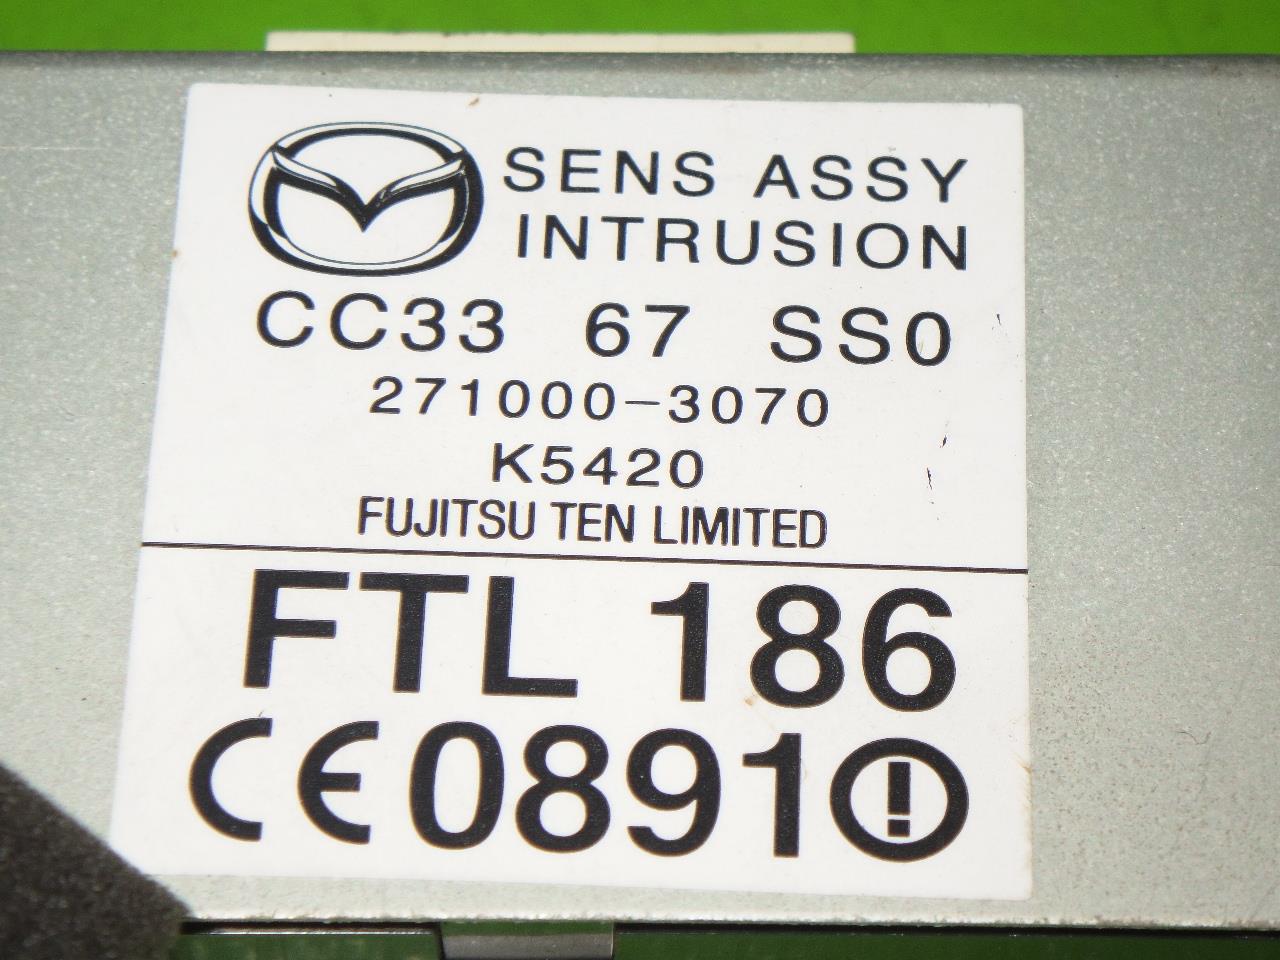 SENS ASSY
INTRUSION
CC33 67 SS0
271000-3070
K5420
FUJITSU TEN LIMITED
FTL 186
CE0891!